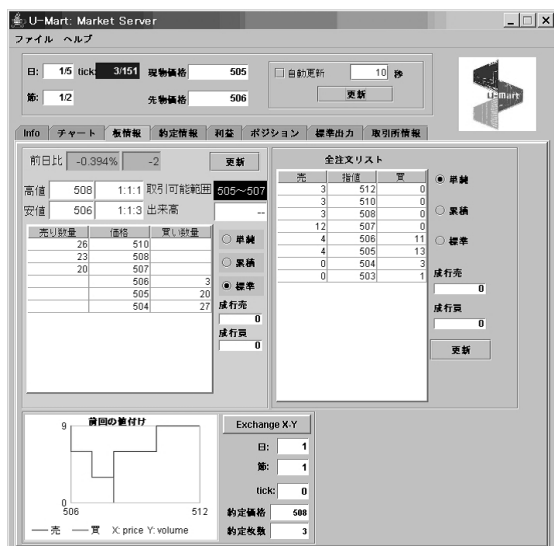 U-Mart: Market Server
ファイル ヘルプ
日: 1/5 tick: 3/151 現物価格 505
節: 1/2 先物価格 506
自動更新 10 秒
更新
U-Mart
Info チャート 板情報 約定情報 利益 ポジション 標準出力 取引所情報
前日比 -0.394% -2 更新
高値 508 1:1:1 取引可能範囲 505～507
安値 506 1:1:3 出来高 --
売り数量 価格 買い数量
26 510
23 508
20 507
506 3
505 20
504 27
単純
累積
標準
成行売
0
成行買
0
全注文リスト
売 指値 買
3 512 0
3 510 0
3 508 0
12 507 0
4 506 11
4 505 13
0 504 3
0 503 1
単純
累積
標準
成行売
0
成行買
0
更新
前回の値付け
9
0
506 512
売 買 X: price Y: volume
Exchange X-Y
日: 1
節: 1
tick: 0
約定価格 508
約定枚数 3